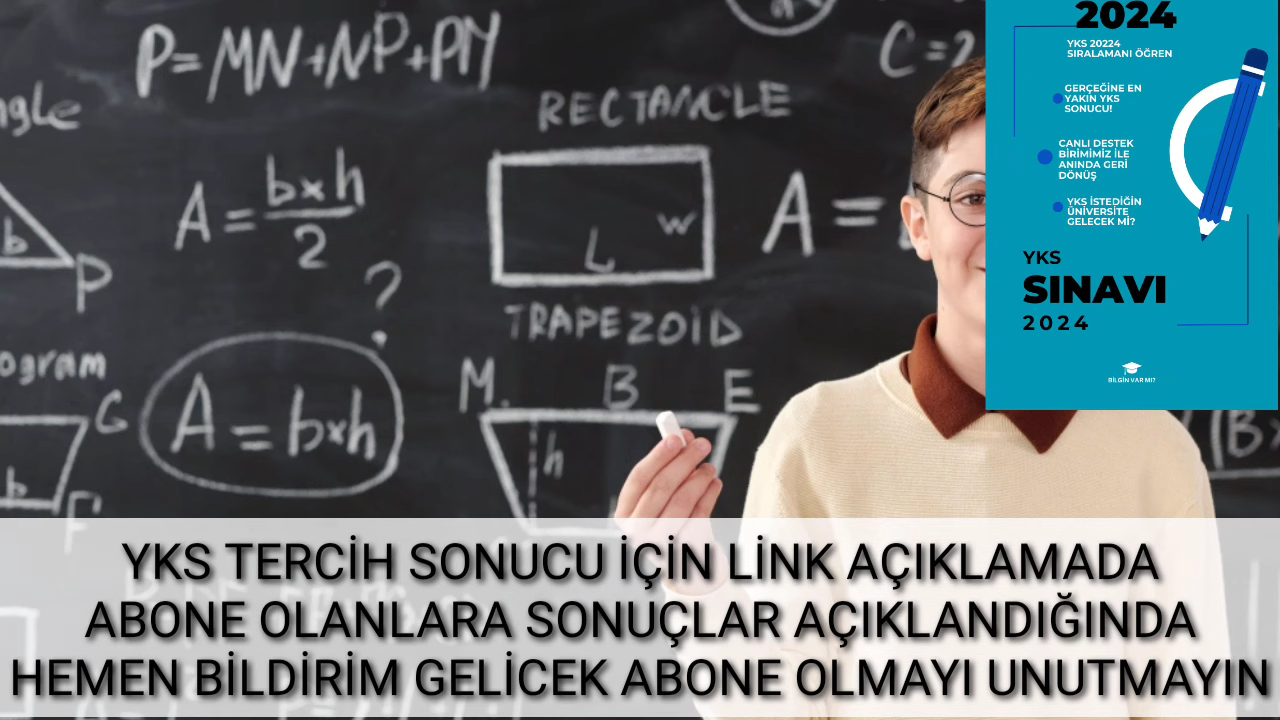 P=MN+NP+PM
C=2
RECTANGLE
ngle
b
P
A = bxh
2
?
L
W
A =
TRAPEZOID
ogram
M
B
E
G
A = bxh
h
b
F
2024
YKS 20224
SIRALAMANI ÖĞREN
GERÇEĞİNE EN
YAKIN YKS
SONUCU!
CANLI DESTEK
BİRİMİMİZ İLE
ANINDA GERİ
DÖNÜŞ
YKS İSTEDİĞİN
ÜNİVERSİTE
GELECEK Mİ?
YKS
SINAVI
2024
BİLGİN VAR MI?
YKS TERCİH SONUCU İÇİN LİNK AÇIKLAMADA
ABONE OLANLARA SONUÇLAR AÇIKLANDIĞINDA
HEMEN BİLDİRİM GELİCEK ABONE OLMAYI UNUTMAYIN